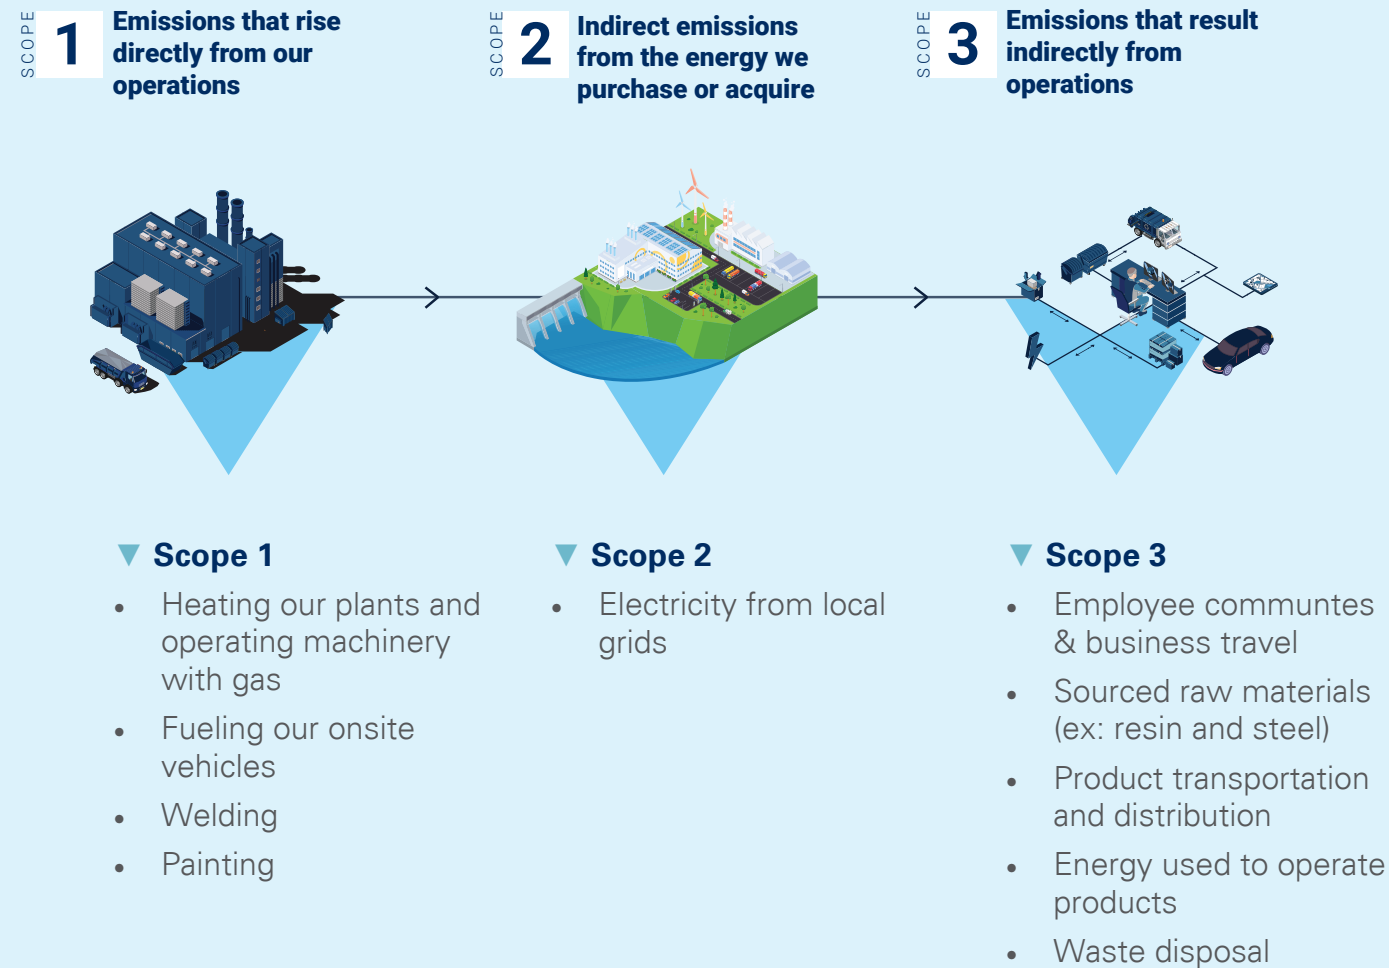 SCOPE
1
Emissions that rise
directly from our
operations
SCOPE
2
Indirect emissions
from the energy we
purchase or acquire
SCOPE
3
Emissions that result
indirectly from
operations
▼ Scope 1
• Heating our plants and
operating machinery
with gas
• Fueling our onsite
vehicles
• Welding
• Painting
▼ Scope 2
• Electricity from local
grids
▼ Scope 3
• Employee communtes
& business travel
• Sourced raw materials
(ex: resin and steel)
• Product transportation
and distribution
• Energy used to operate
products
• Waste disposal